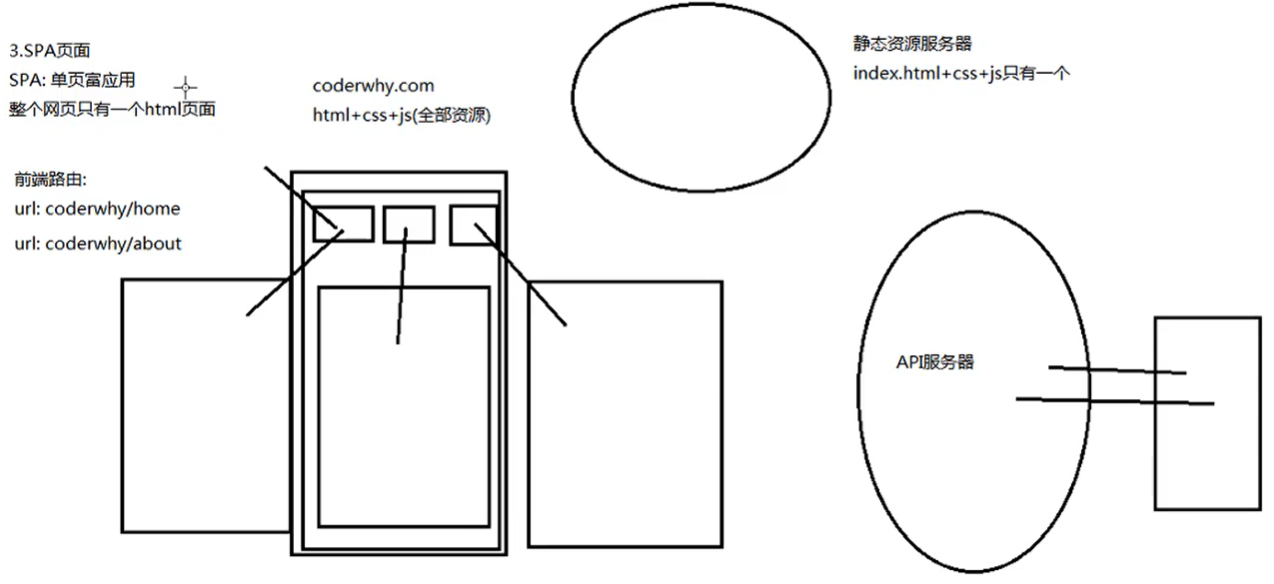 3.SPA页面
SPA: 单页富应用
整个网页只有一个html页面
前端路由:
url: coderwhy/home
url: coderwhy/about
coderwhy.com
html+css+js(全部资源)
静态资源服务器
index.html+css+js只有一个
API服务器